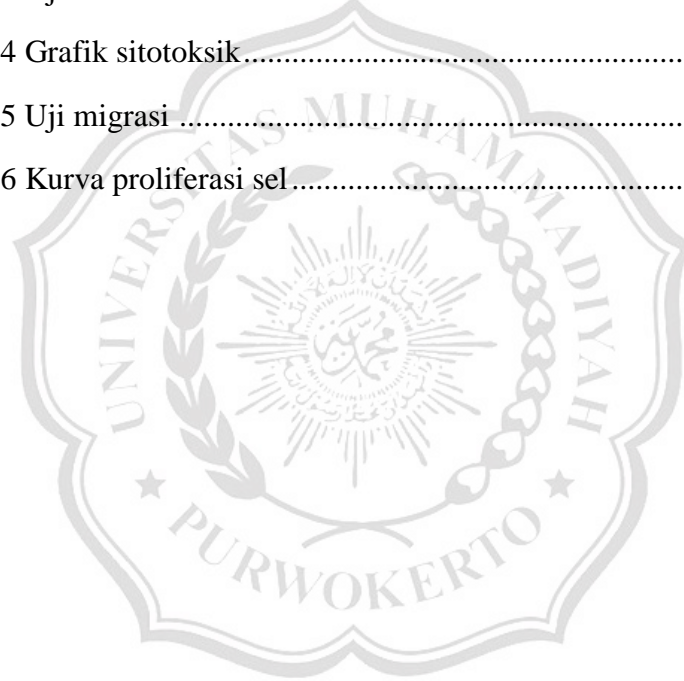 4 Grafik sitotoksik.......................................................
5 Uji migrasi ...............................................................
6 Kurva proliferasi sel.................................................
UNIVERSITAS MUHAMMADIYAH
PURWOKERTO